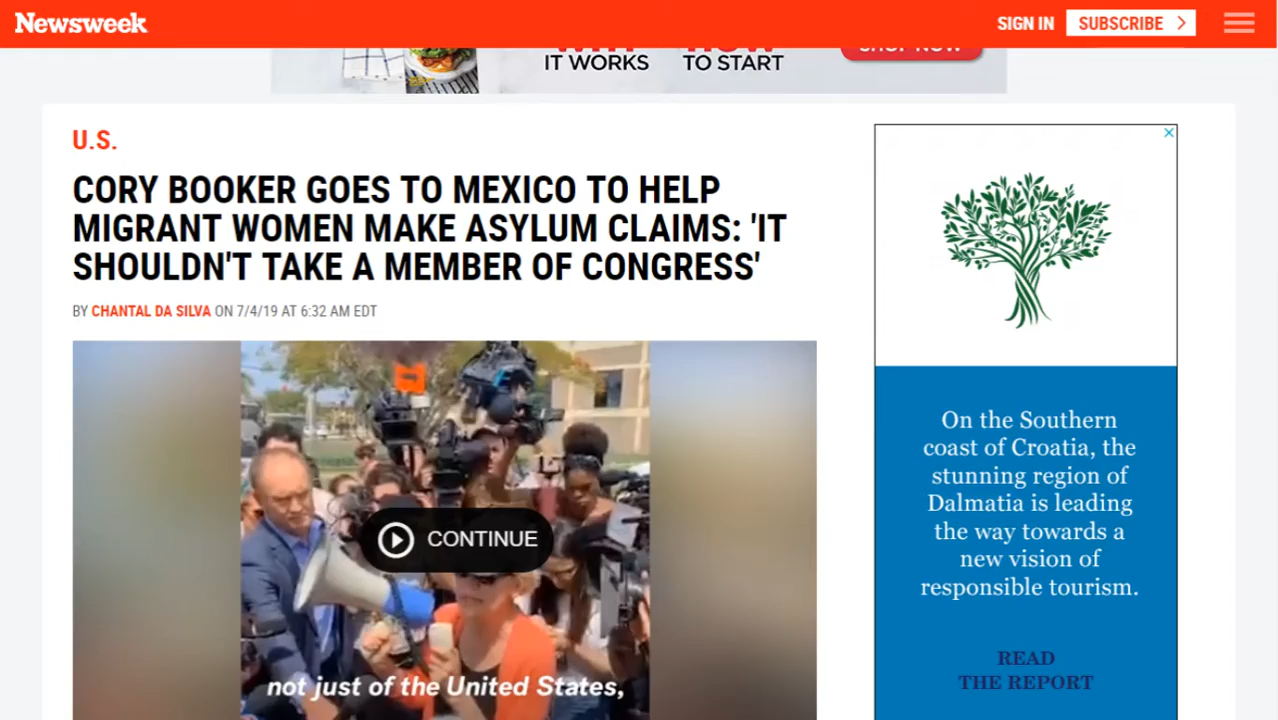 Newsweek
SIGN IN
SUBSCRIBE
IT WORKS
TO START
SHOP NOW
U.S.
CORY BOOKER GOES TO MEXICO TO HELP
MIGRANT WOMEN MAKE ASYLUM CLAIMS: 'IT
SHOULDN'T TAKE A MEMBER OF CONGRESS'
BY CHANTAL DA SILVA ON 7/4/19 AT 6:32 AM EDT
CONTINUE
not just of the United States,
On the Southern
coast of Croatia, the
stunning region of
Dalmatia is leading
the way towards a
new vision of
responsible tourism.
READ
THE REPORT